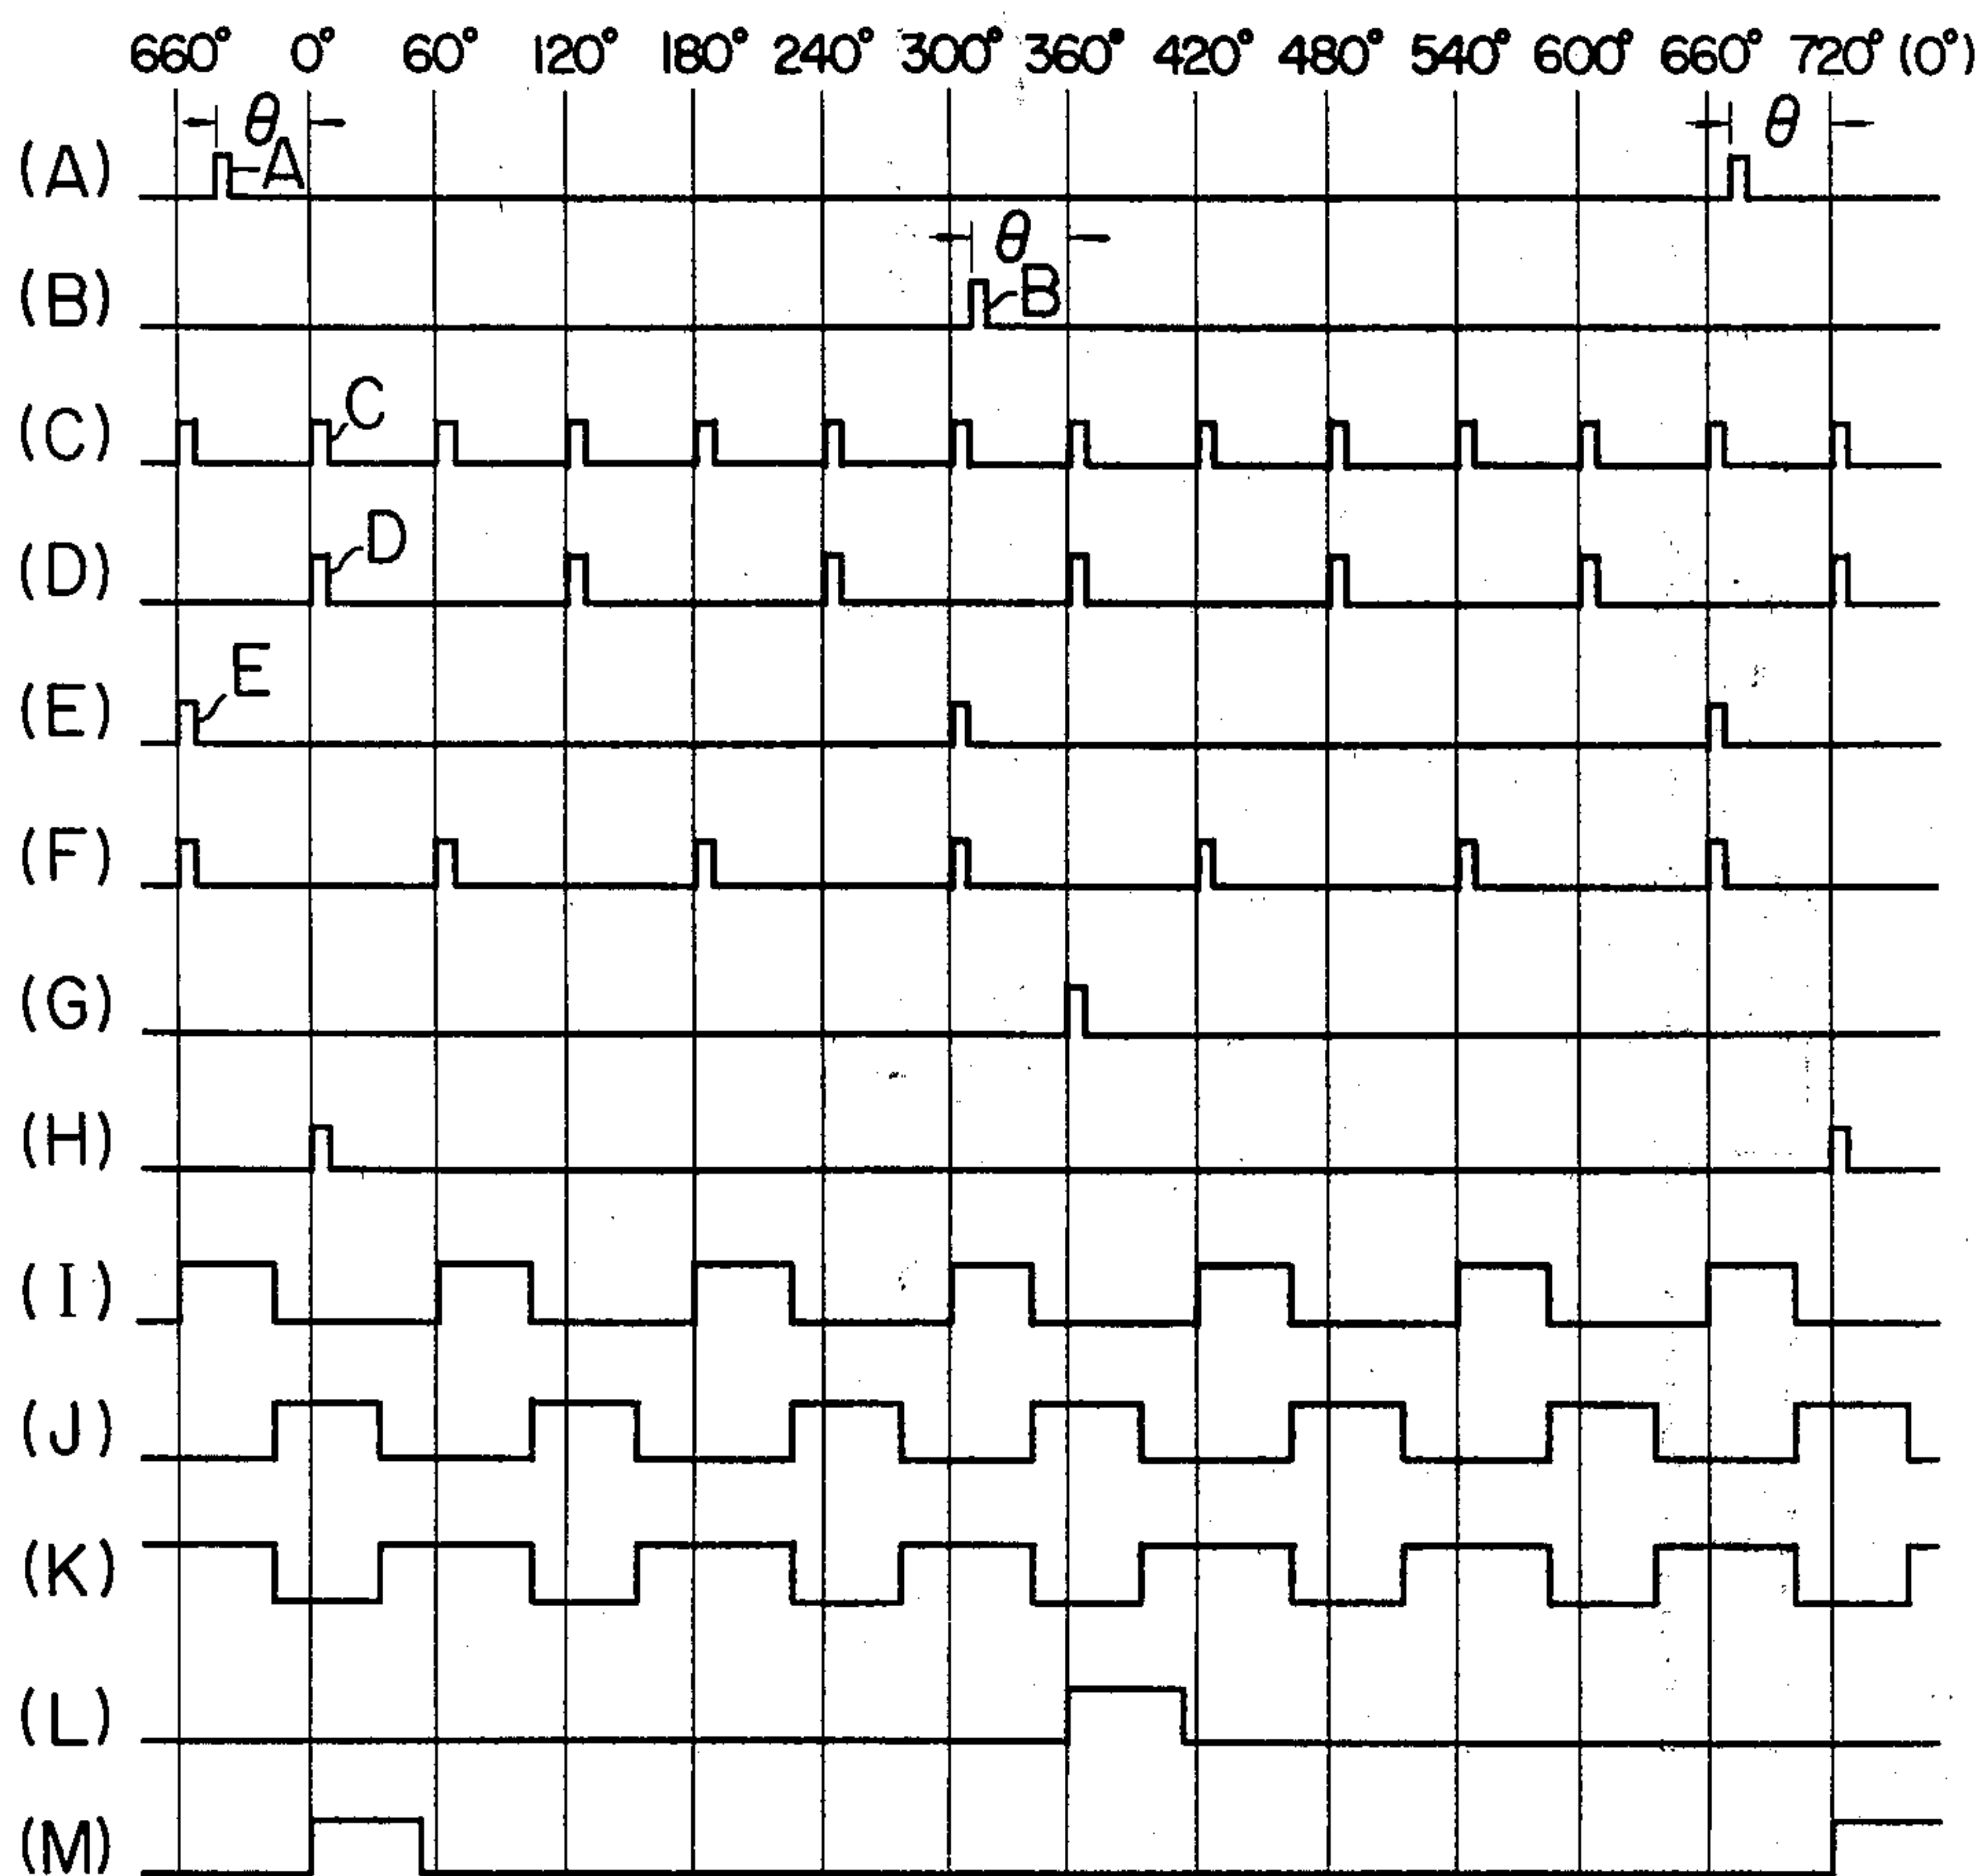 660° 0° 60° 120° 180° 240° 300° 360° 420° 480° 540° 600° 660° 720° (0°)
θ θ
(A) A
θ
(B) B
(C) C
(D) D
(E) E
(F)
(G)
(H)
(I)
(J)
(K)
(L)
(M)